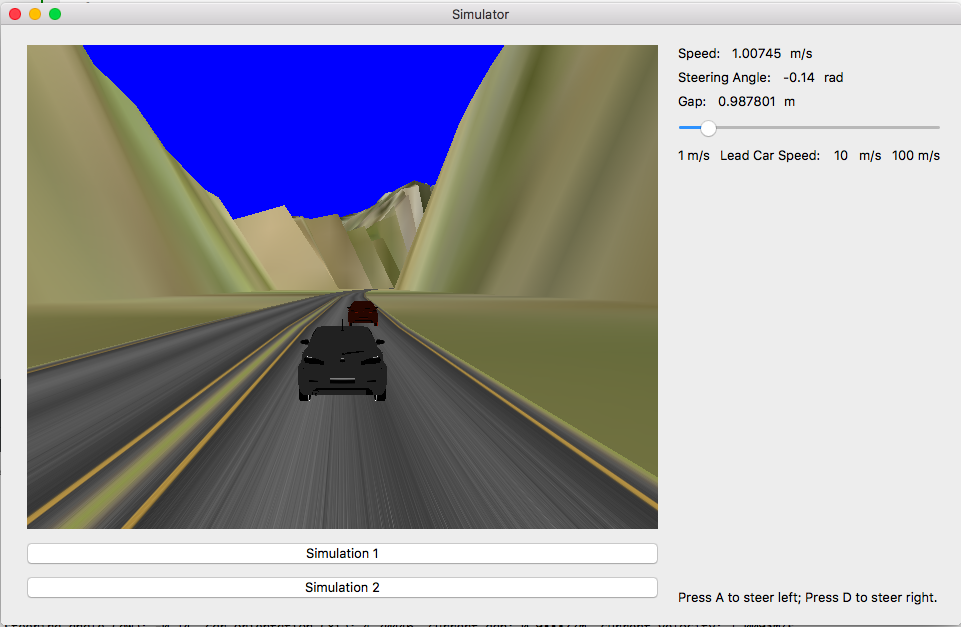 Simulator
Speed: 1.00745 m/s
Steering Angle: -0.14 rad
Gap: 0.987801 m
1 m/s Lead Car Speed: 10 m/s 100 m/s
Simulation 1
Simulation 2
Press A to steer left; Press D to steer right.